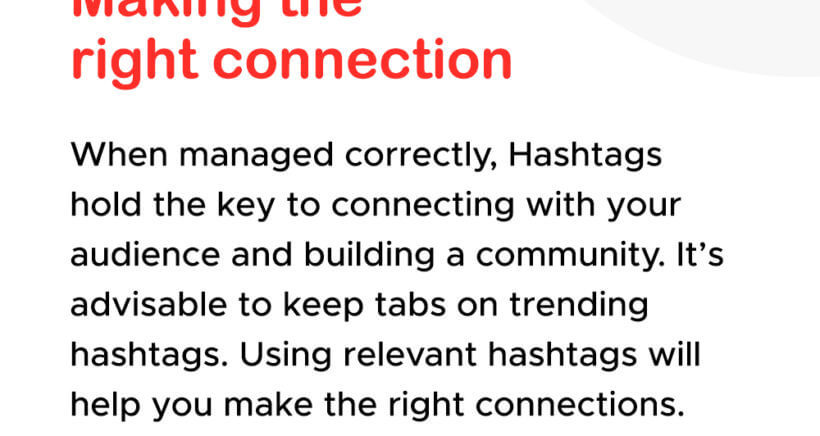 Making the
right connection
When managed correctly, Hashtags
hold the key to connecting with your
audience and building a community. It's
advisable to keep tabs on trending
hashtags. Using relevant hashtags will
help you make the right connections.